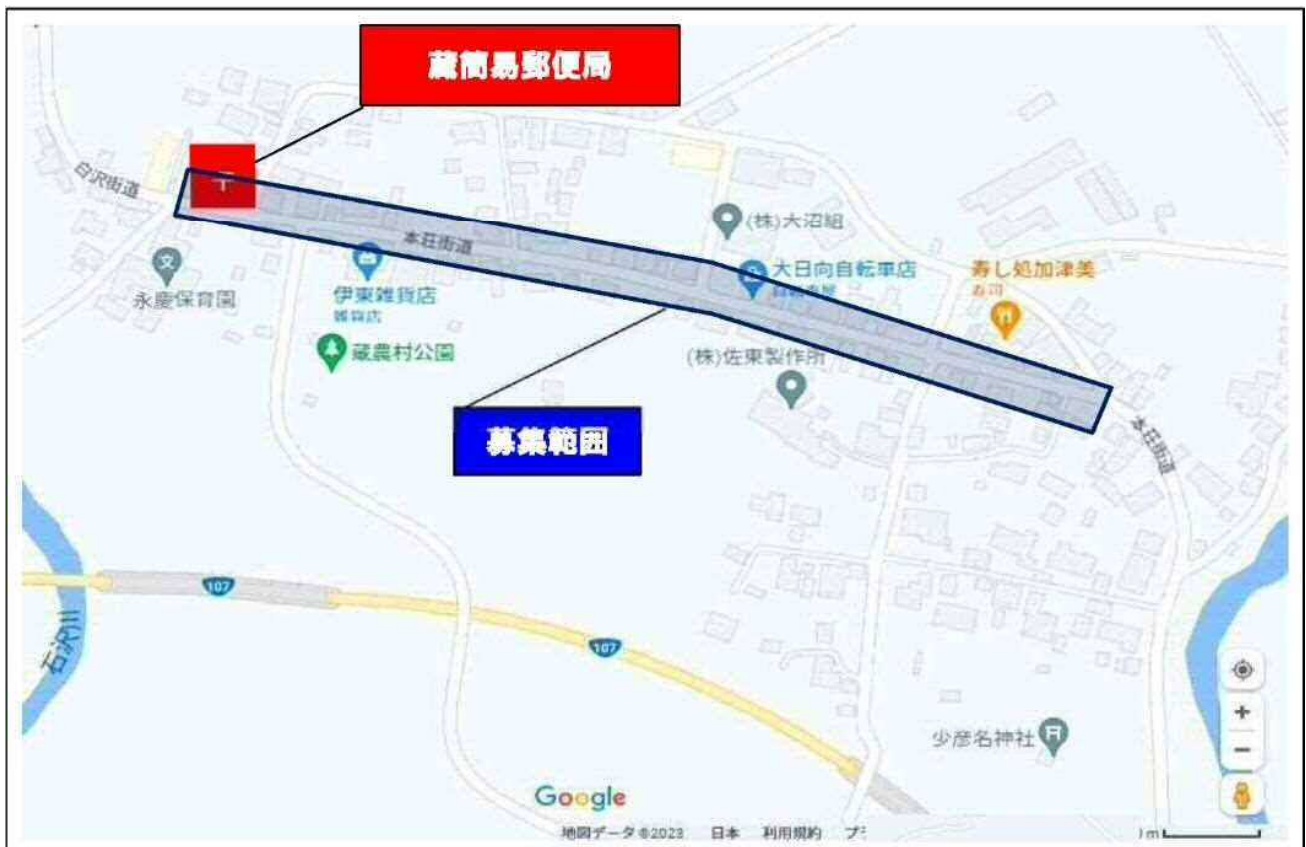 蔵簡易郵便局
白沢街道
本荘街道
(株)大沼組
大日向自転車店
寿し処加津美
寿司
永慶保育園
伊東雑貨店
雑貨店
蔵農村公園
(株)佐東製作所
募集範囲
本荘街道
107
107
石沢川
少彦名神社
Google
地図データ ©2023 日本 利用規約